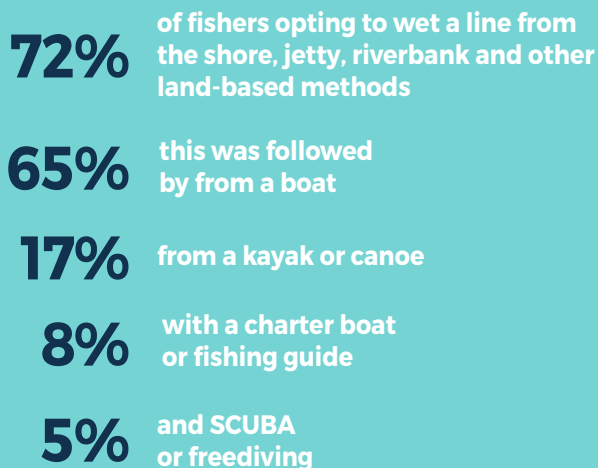 72%
of fishers opting to wet a line from
the shore, jetty, riverbank and other
land-based methods
65%
this was followed
by from a boat
17%
from a kayak or canoe
8%
with a charter boat
or fishing guide
5%
and SCUBA
or freediving